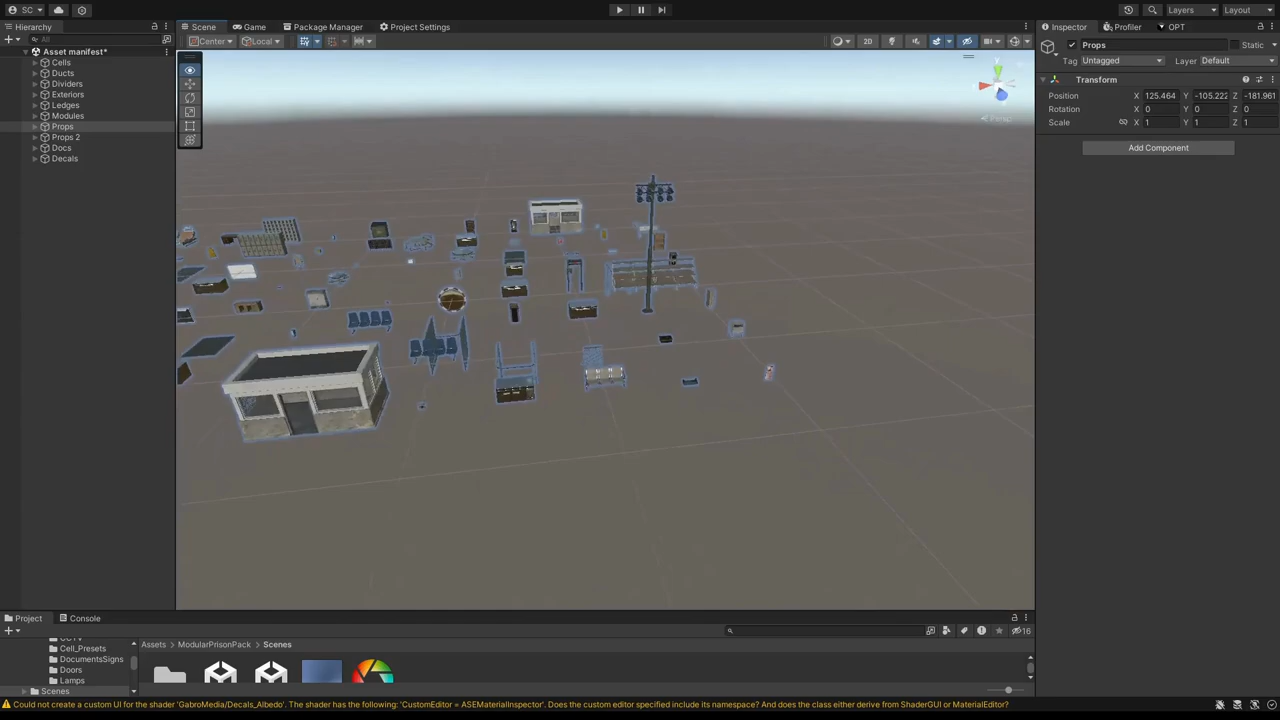 SC
Layers
Layout
Hierarchy
Scene
Game
Package Manager
Project Settings
Inspector
Profiler
OPT
All
Center
Local
2D
Props
Static
Asset manifest*
Tag
Untagged
Layer
Default
Cells
Ducts
Dividers
Exteriors
Ledges
Modules
Props
Props 2
Docs
Decals
Transform
Position
125.464
Y
-105.222
Z
-181.961
Rotation
0
Y
0
Z
0
Scale
1
Y
1
Z
1
Add Component
y
Persp
Project
Console
Cell_Presets
DocumentsSigns
Doors
Lamps
Scenes
Assets
ModularPrisonPack
Scenes
16
Could not create a custom UI for the shader 'GabroMedia/Decals_Albedo'. The shader has the following: 'CustomEditor = ASEMaterialInspector'. Does the custom editor specified include its namespace? And does the class either derive from ShaderGUI or MaterialEditor?